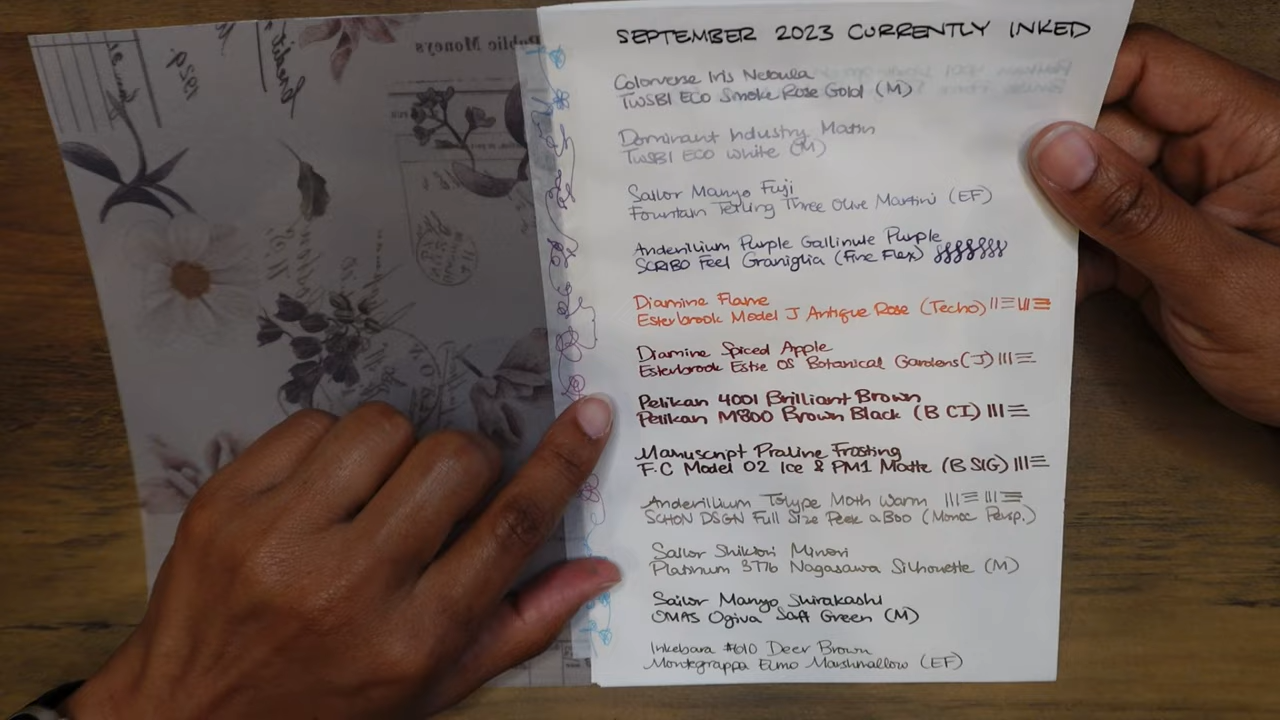 Public Moneys
1924
SEPTEMBER 2023 CURRENTLY INKED
Colorverse Iris Nebula
TWSBI ECO Smoke Rose Gold (M)
Dominant Industry Martin
TWSBI ECO White (M)
Sailor Manyo Fuji
Fountain Three Olive Martini (EF)
Anderillium Purple Gallinule Purple
SCRIBO Feel Graniglia (Fine Flex)
Diamine Flame
Esterbrook Model J Antique Rose (Techo)
Diamine Spiced Apple
Esterbrook Estie OS Botanical Gardens (J)
Pelikan 4001 Brilliant Brown
Pelikan M800 Brown Black (B CI)
Manuscript Praline Frosting
F.C Model 02 Ice & PM1 Matte (B SIG)
Anderillium Moth Warm
SCHON DSGN Full Size Peek a Boo (Monoc Persp.)
Sailor Shikiori Minori
Platinum 3776 Nagasawa Silhouette (M)
Sailor Manyo Shirakashi
OMAS Ogiva Saft Green (M)
Inkebara #610 Deer Brown
Montegrappa Elmo Marshmallow (EF)